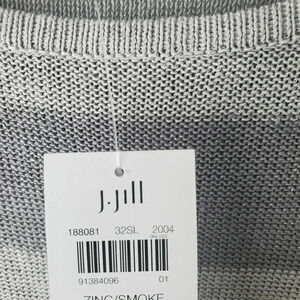 J.Jill
188081 32SL 2004
91384096 01
ZINC/SMOKE